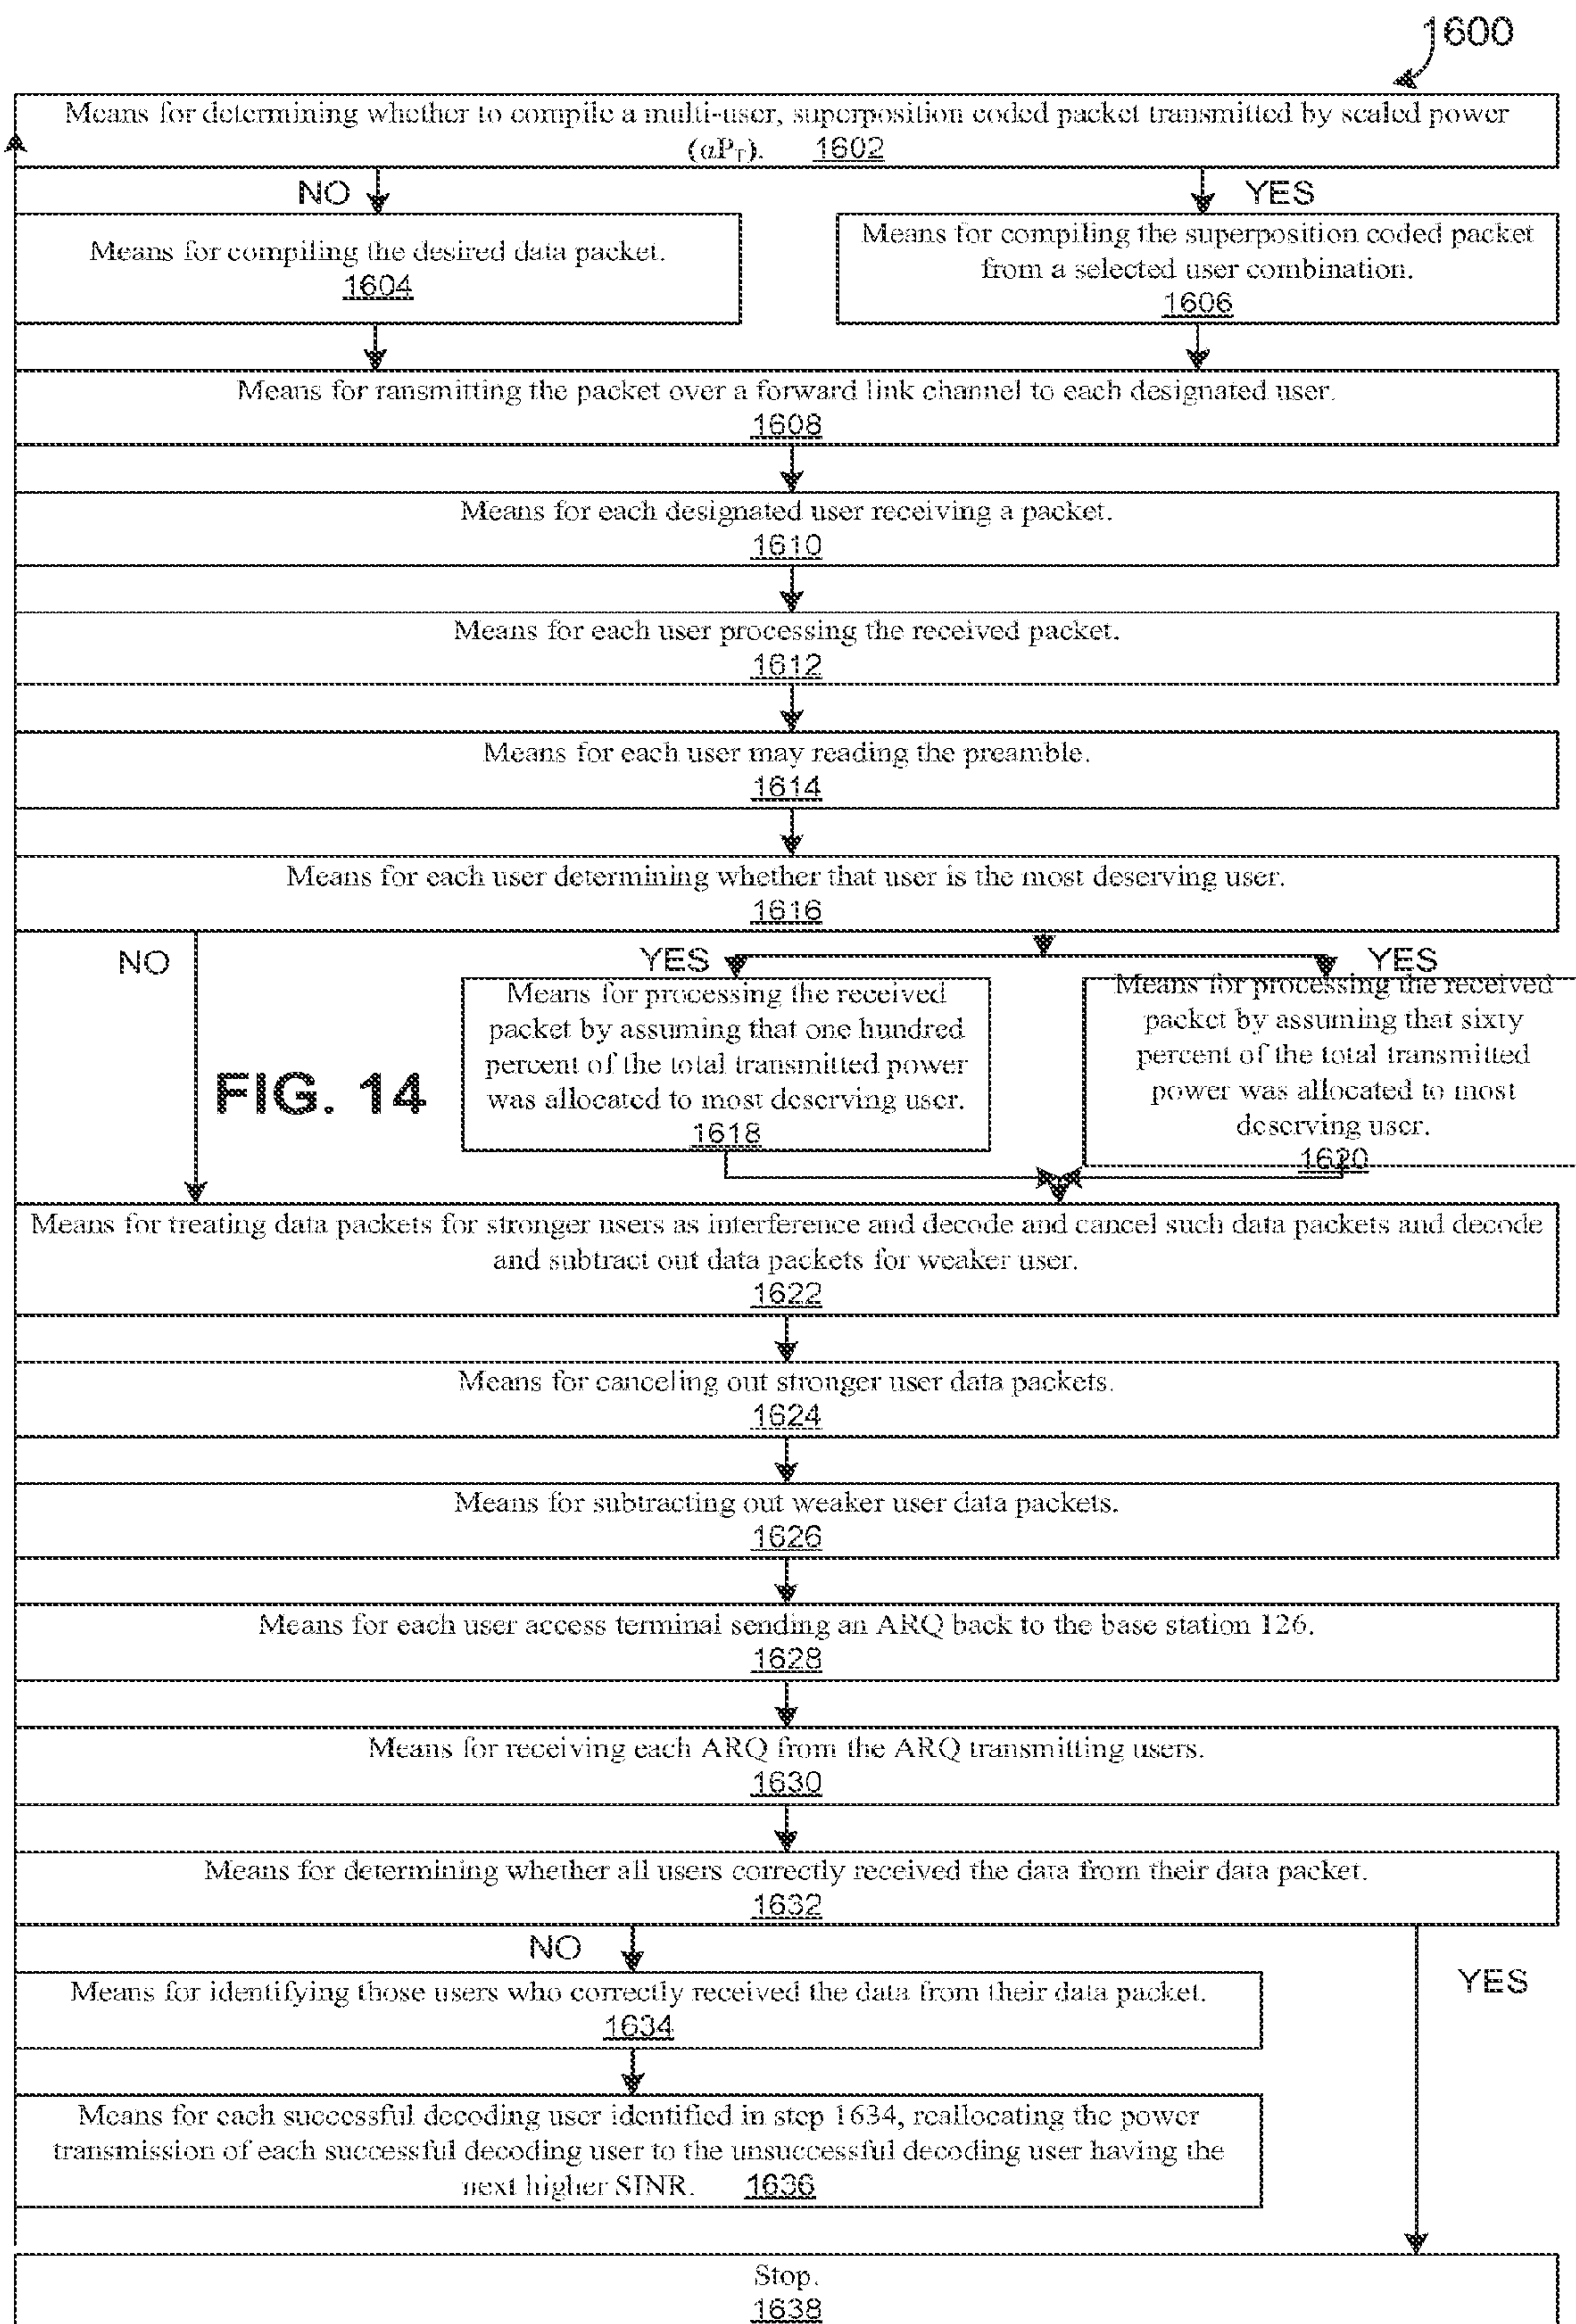 1600
Means for determining whether to compile a multi-user, superposition coded packet transmitted by scaled power
(αPT). 1602
NO
YES
Means for compiling the desired data packet.
1604
Means for compiling the superposition coded packet
from a selected user combination.
1606
Means for ransmitting the packet over a forward link channel to each designated user.
1608
Means for each designated user receiving a packet.
1610
Means for each user processing the received packet.
1612
Means for each user may reading the preamble.
1614
Means for each user determining whether that user is the most deserving user.
1616
NO
YES
YES
Means for processing the received
packet by assuming that one hundred
percent of the total transmitted power
was allocated to most deserving user.
1618
Means for processing the received
packet by assuming that sixty
percent of the total transmitted
power was allocated to most
deserving user.
1620
FIG. 14
Means for treating data packets for stronger users as interference and decode and cancel such data packets and decode
and subtract out data packets for weaker user.
1622
Means for canceling out stronger user data packets.
1624
Means for subtracting out weaker user data packets.
1626
Means for each user access terminal sending an ARQ back to the base station 126.
1628
Means for receiving each ARQ from the ARQ transmitting users.
1630
Means for determining whether all users correctly received the data from their data packet.
1632
NO
YES
Means for identifying those users who correctly received the data from their data packet.
1634
Means for each successful decoding user identified in step 1634, reallocating the power
transmission of each successful decoding user to the unsuccessful decoding user having the
next higher SINR. 1636
Stop.
1638